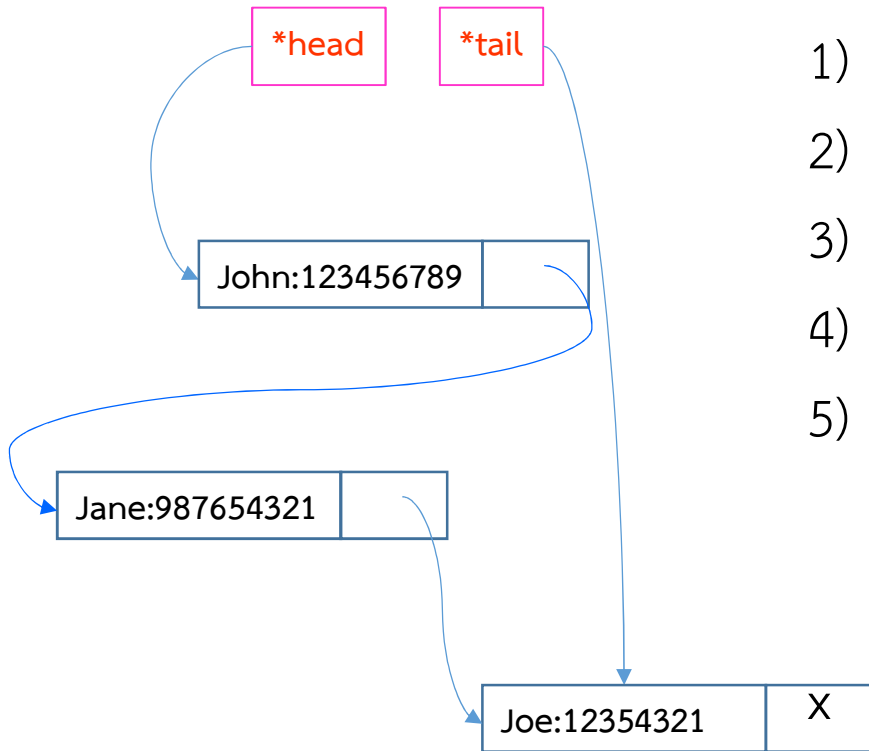 *head
*tail
1)
2)
John:123456789
3)
4)
5)
Jane:987654321
Joe:12354321
X